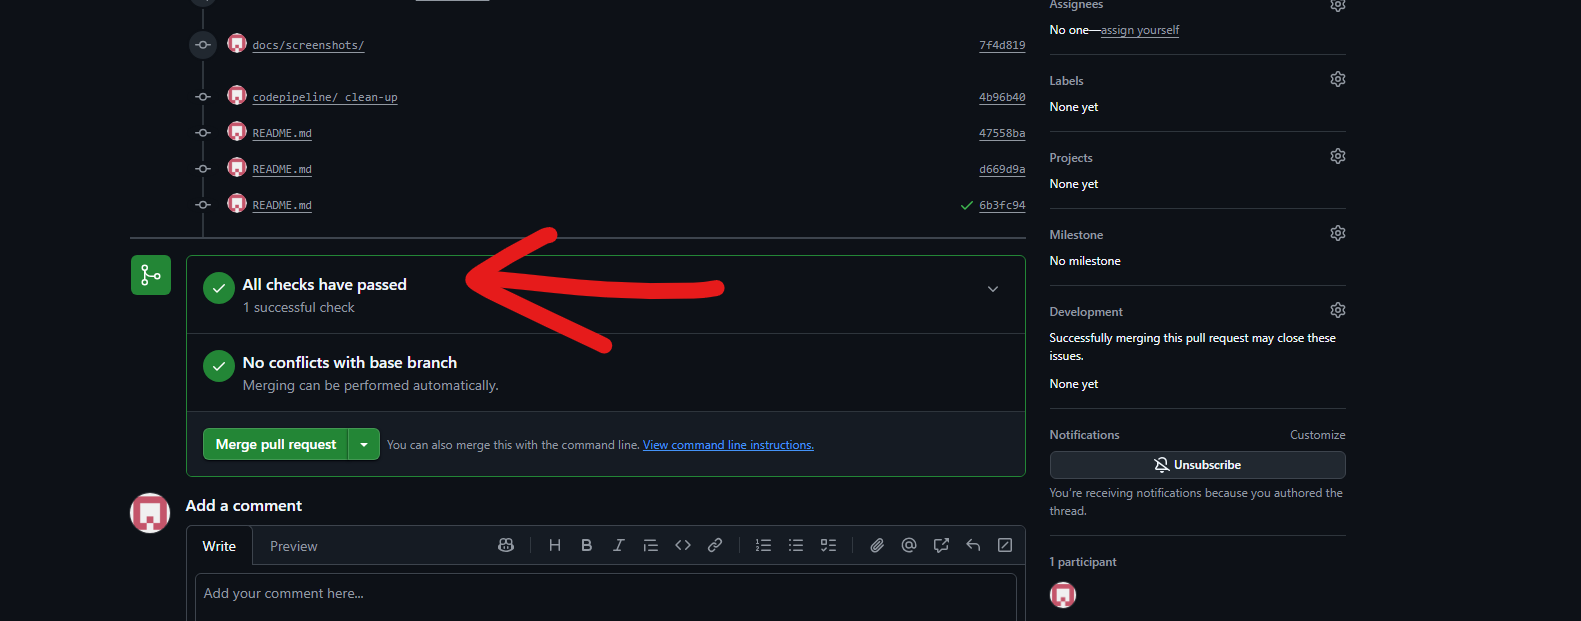 docs/screenshots/ 7f4d819
codepipeline/ clean-up 4b96b40
README.md 47558ba
README.md d669d9a
README.md 6b3fc94
All checks have passed
1 successful check
No conflicts with base branch
Merging can be performed automatically.
Merge pull request You can also merge this with the command line. View command line instructions.
Add a comment
Write Preview
Add your comment here...
Assignees
No one—assign yourself
Labels
None yet
Projects
None yet
Milestone
No milestone
Development
Successfully merging this pull request may close these
issues.
None yet
Notifications Customize
Unsubscribe
You're receiving notifications because you authored the
thread.
1 participant